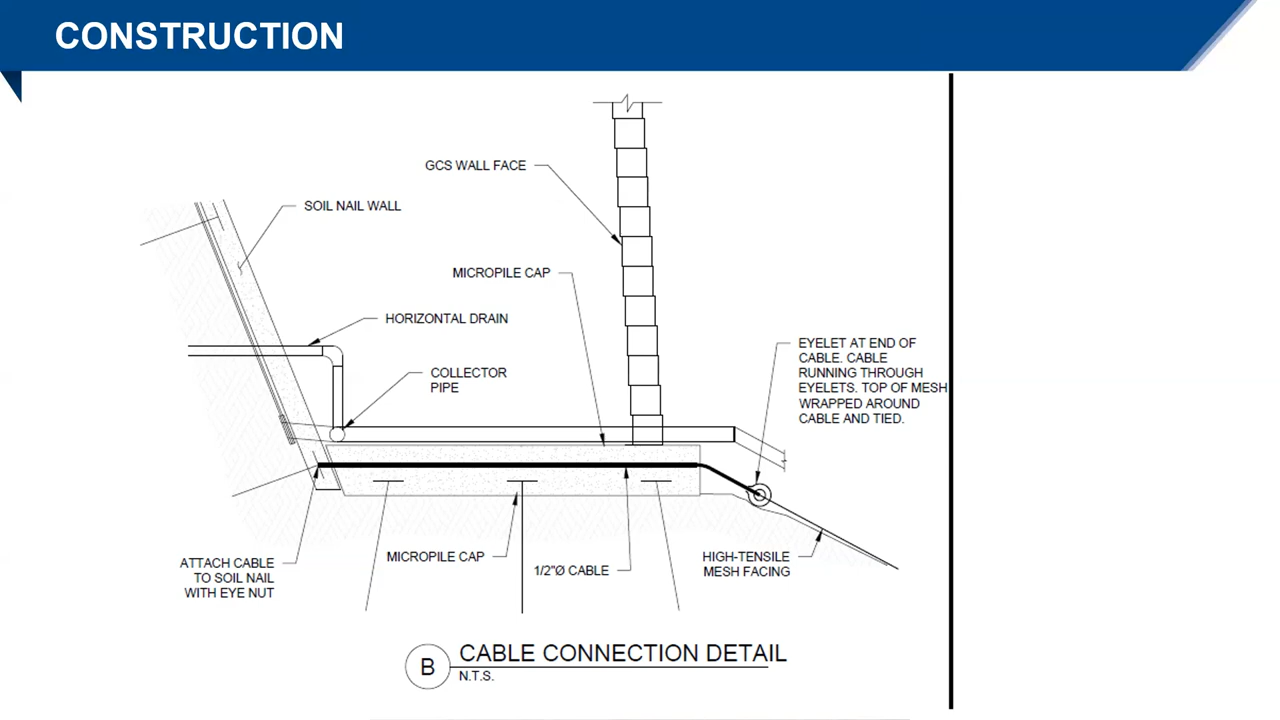 CONSTRUCTION
GCS WALL FACE
SOIL NAIL WALL
MICROPILE CAP
HORIZONTAL DRAIN
EYELET AT END OF
CABLE. CABLE
RUNNING THROUGH
EYELETS. TOP OF MESH
WRAPPED AROUND
CABLE AND TIED.
COLLECTOR
PIPE
ATTACH CABLE
TO SOIL NAIL
WITH EYE NUT
MICROPILE CAP
1/2"Ø CABLE
HIGH-TENSILE
MESH FACING
B
CABLE CONNECTION DETAIL
N.T.S.